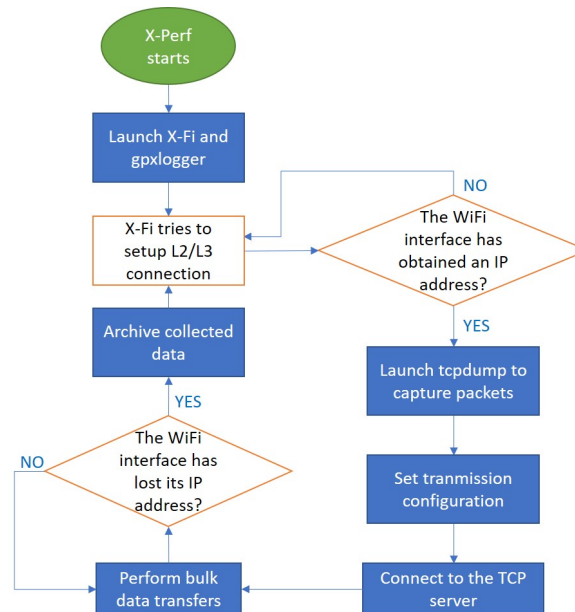 X-Perf
starts
Launch X-Fi and
gpxlogger
NO
X-Fi tries to
setup L2/L3
connection
The WiFi
interface has
obtained an IP
address?
YES
Launch tcpdump to
capture packets
Set tranmission
configuration
Connect to the TCP
server
Perform bulk
data transfers
The WiFi
interface has
lost its IP
address?
NO
YES
Archive collected
data